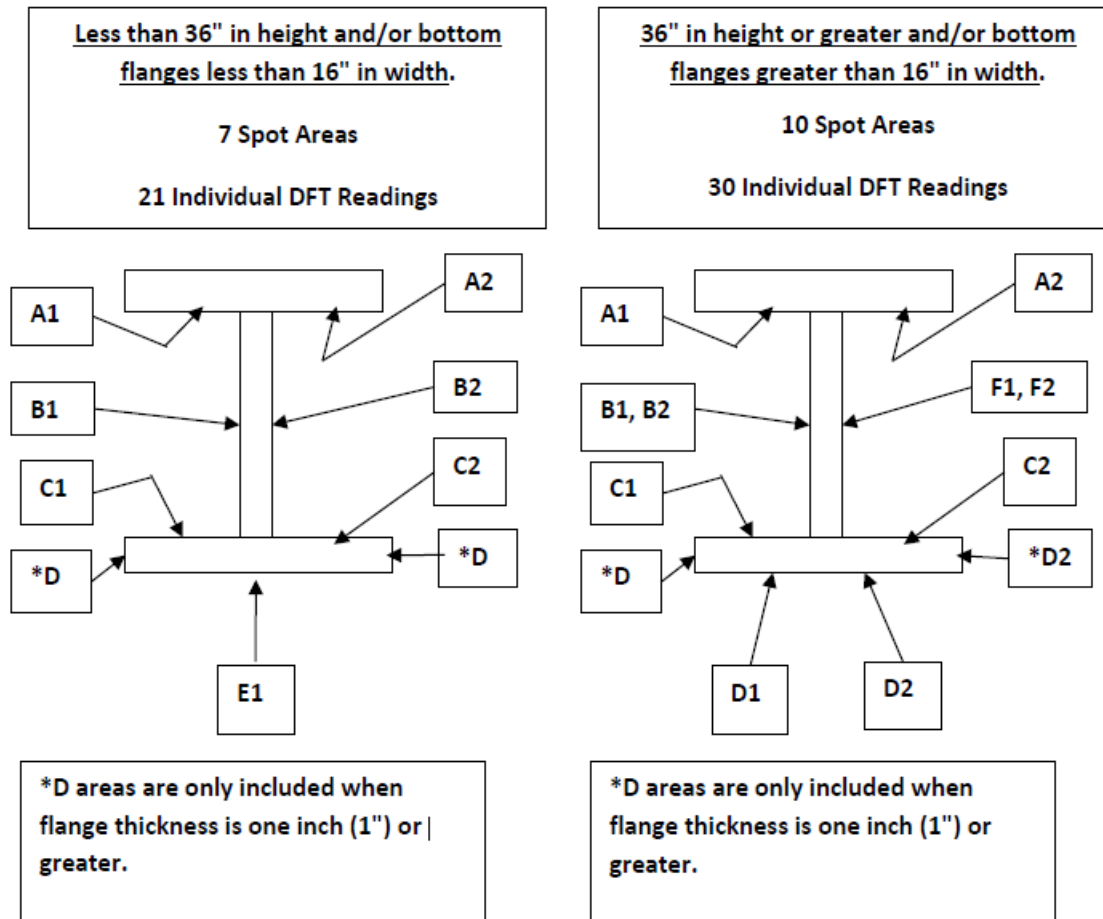 Less than 36" in height and/or bottom
flanges less than 16" in width.
7 Spot Areas
21 Individual DFT Readings
36" in height or greater and/or bottom
flanges greater than 16" in width.
10 Spot Areas
30 Individual DFT Readings
A1
A2
B1
B2
C1
C2
*D
*D
E1
A1
A2
B1, B2
F1, F2
C1
C2
*D
*D2
D1
D2
*D areas are only included when
flange thickness is one inch (1") or
greater.
*D areas are only included when
flange thickness is one inch (1") or
greater.